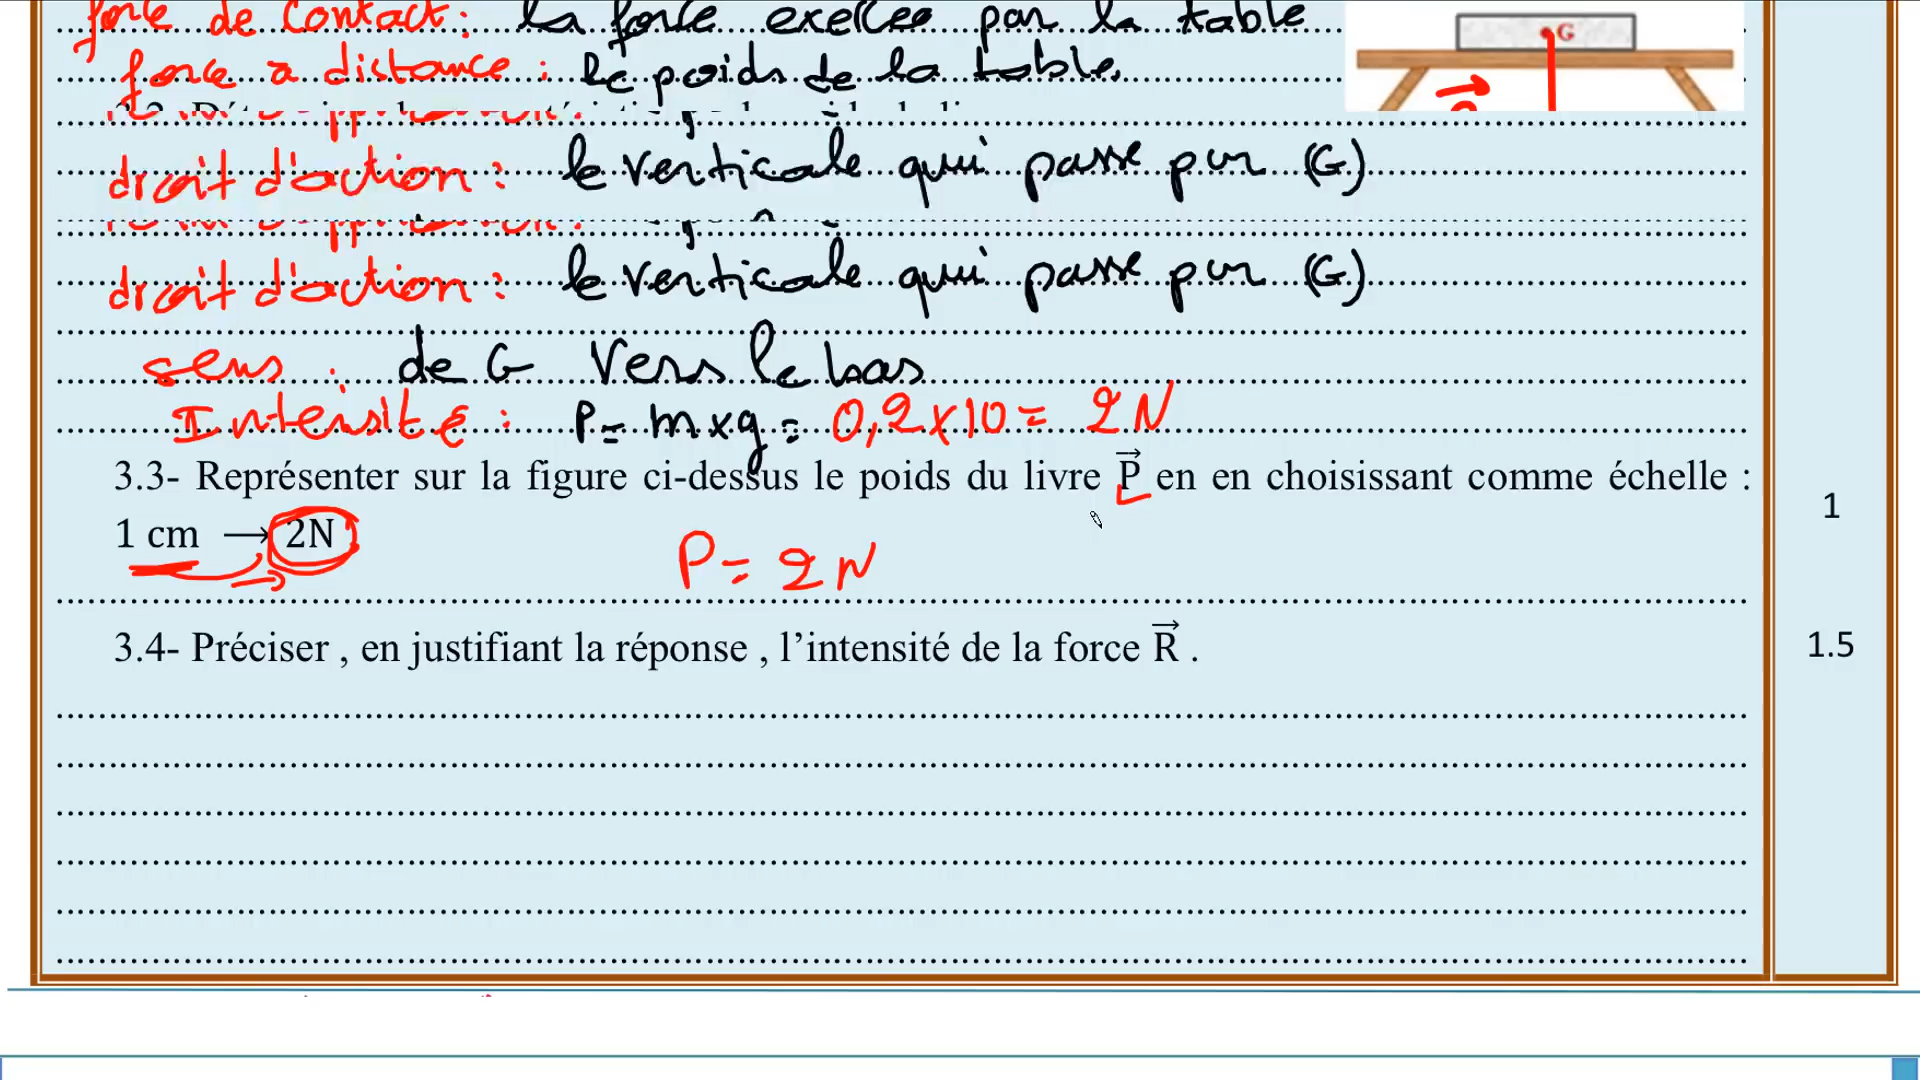 force de contact : la force exercée par la table
force a distance : le poids de la table.
G
droit d'action : le verticale qui passe par (G)
droit d'action : le verticale qui passe par (G)
sens : de G vers le bas
Intensité : P = m x g = 0,2 x 10 = 2 N
3.3- Représenter sur la figure ci-dessus le poids du livre P⃗ en en choisissant comme échelle :
1 cm ⟶ 2N
1
P = 2 N
3.4- Préciser , en justifiant la réponse , l’intensité de la force R⃗ .
1.5